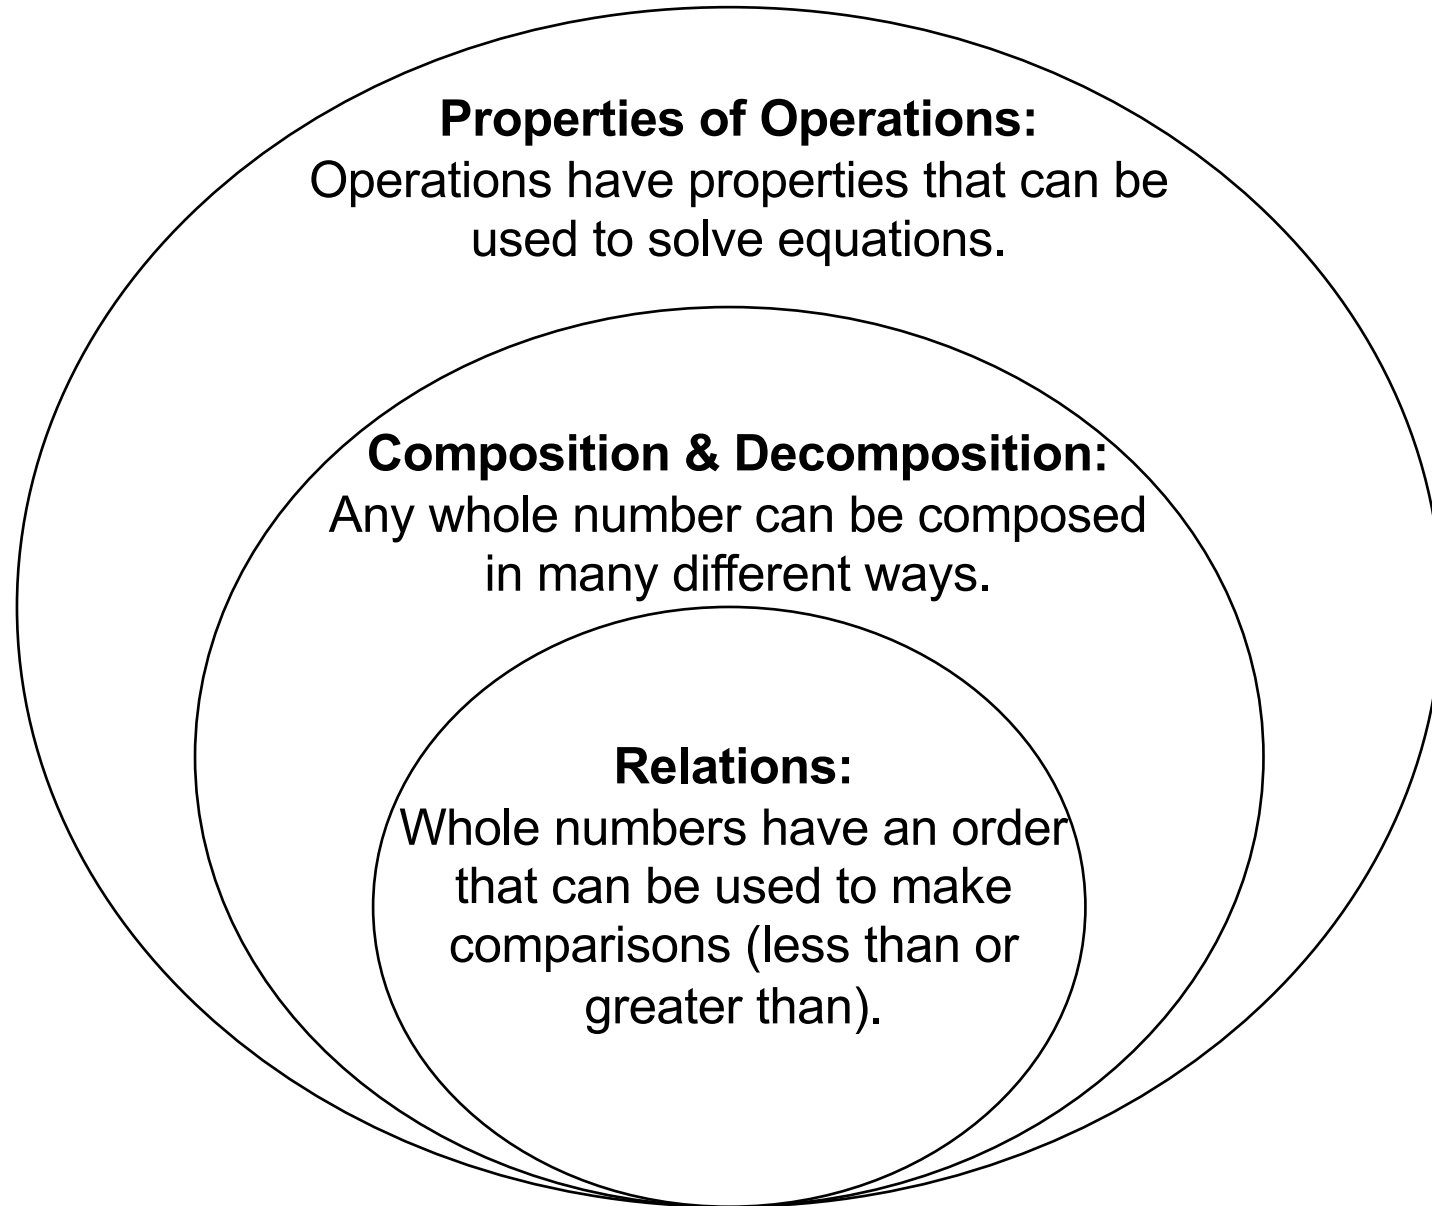 Properties of Operations:
Operations have properties that can be
used to solve equations.
Composition & Decomposition:
Any whole number can be composed
in many different ways.
Relations:
Whole numbers have an order
that can be used to make
comparisons (less than or
greater than).